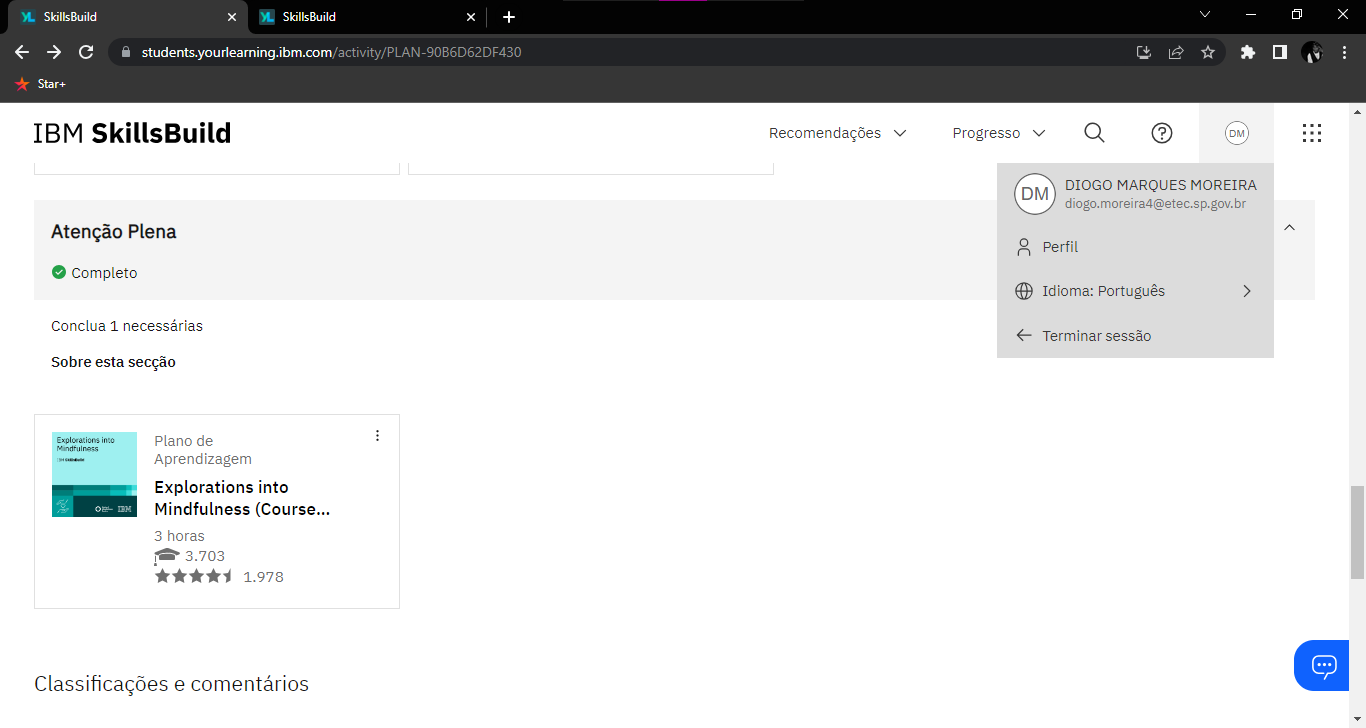 SkillsBuild
SkillsBuild
students.yourlearning.ibm.com/activity/PLAN-90B6D62DF430
Star+
IBM SkillsBuild
Recomendações
Progresso
DM
DM
DIOGO MARQUES MOREIRA
diogo.moreira4@etec.sp.gov.br
Perfil
Idioma: Português
Terminar sessão
Atenção Plena
Completo
Conclua 1 necessárias
Sobre esta secção
Explorations into
Mindfulness
IBM SkillsBuild
IBM
Plano de
Aprendizagem
Explorations into
Mindfulness (Course...
3 horas
3.703
1.978
Classificações e comentários